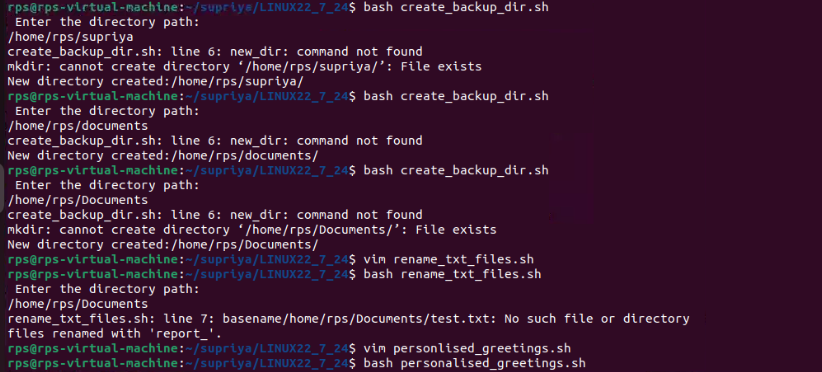 rps@rps-virtual-machine:~/supriya/LINUX22_7_24$ bash create_backup_dir.sh
 Enter the directory path:
/home/rps/supriya
create_backup_dir.sh: line 6: new_dir: command not found
mkdir: cannot create directory ‘/home/rps/supriya/’: File exists
New directory created:/home/rps/supriya/
rps@rps-virtual-machine:~/supriya/LINUX22_7_24$ bash create_backup_dir.sh
 Enter the directory path:
/home/rps/documents
create_backup_dir.sh: line 6: new_dir: command not found
New directory created:/home/rps/documents/
rps@rps-virtual-machine:~/supriya/LINUX22_7_24$ bash create_backup_dir.sh
 Enter the directory path:
/home/rps/Documents
create_backup_dir.sh: line 6: new_dir: command not found
mkdir: cannot create directory ‘/home/rps/Documents/’: File exists
New directory created:/home/rps/Documents/
rps@rps-virtual-machine:~/supriya/LINUX22_7_24$ vim rename_txt_files.sh
rps@rps-virtual-machine:~/supriya/LINUX22_7_24$ bash rename_txt_files.sh
 Enter the directory path:
/home/rps/Documents
rename_txt_files.sh: line 7: basename/home/rps/Documents/test.txt: No such file or directory
files renamed with 'report_'.
rps@rps-virtual-machine:~/supriya/LINUX22_7_24$ vim personlised_greetings.sh
rps@rps-virtual-machine:~/supriya/LINUX22_7_24$ bash personalised_greetings.sh